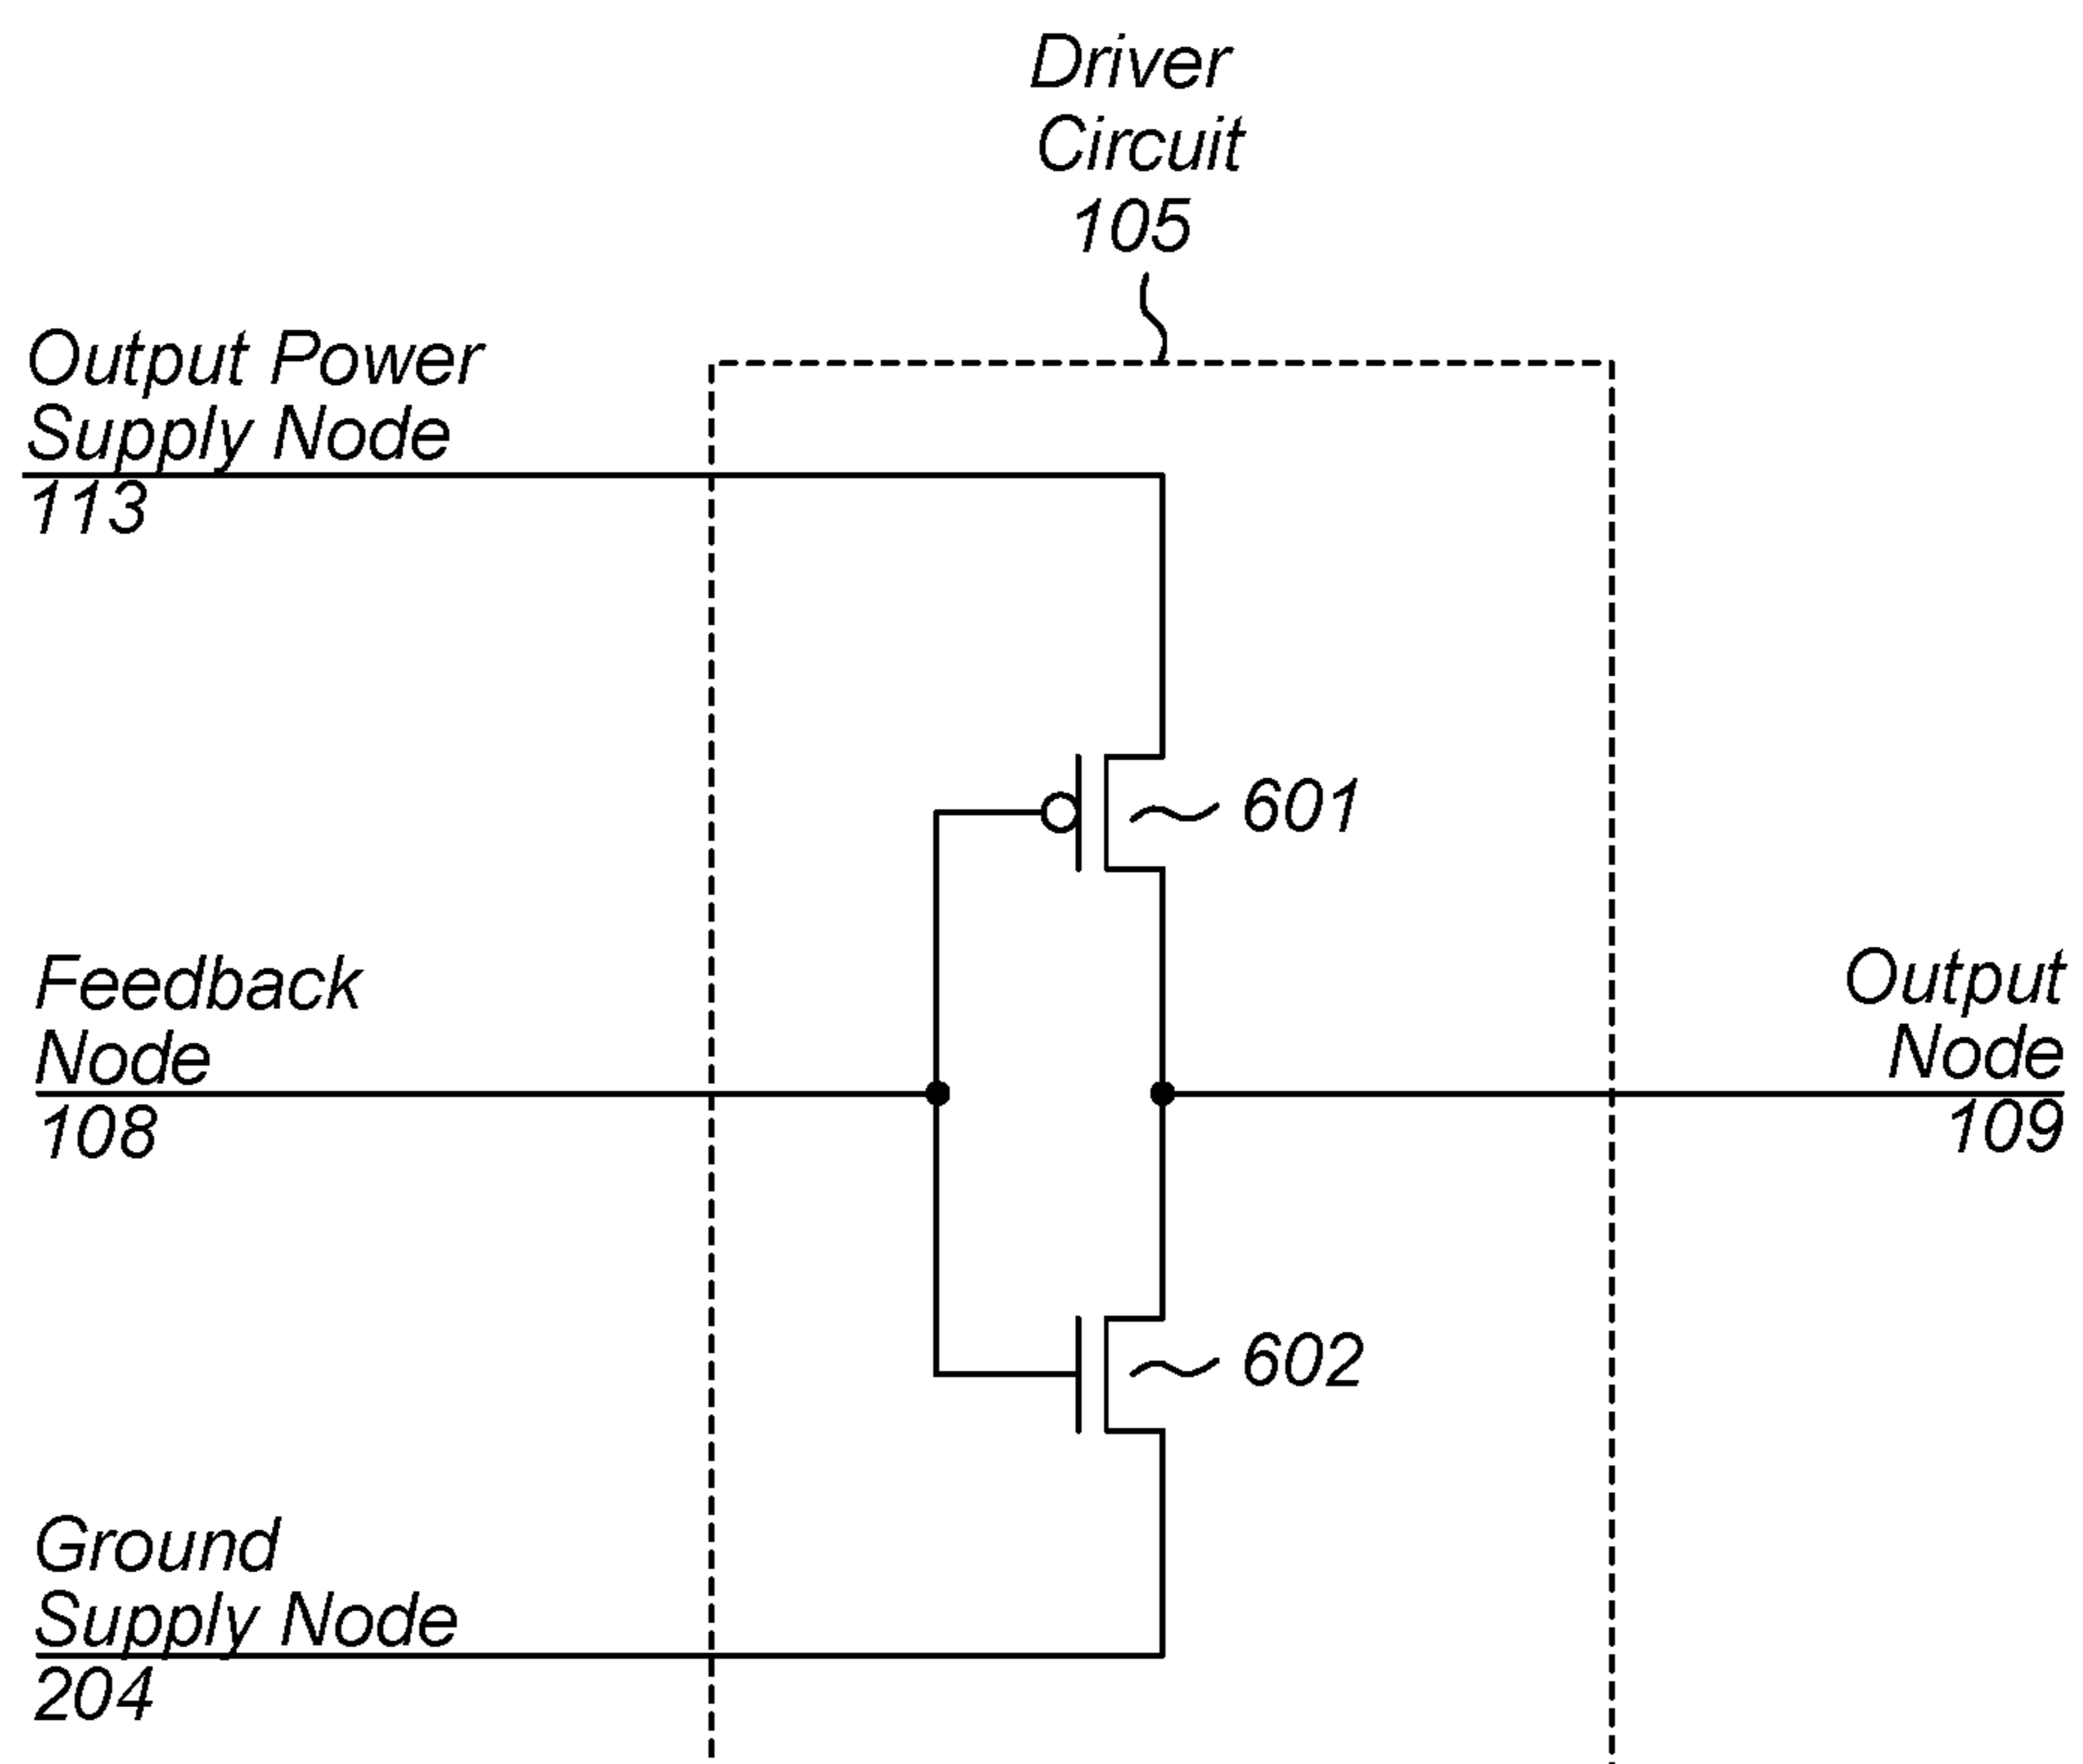 Driver
Circuit
105
Output Power
Supply Node
113
601
Feedback
Node
108
Output
Node
109
602
Ground
Supply Node
204